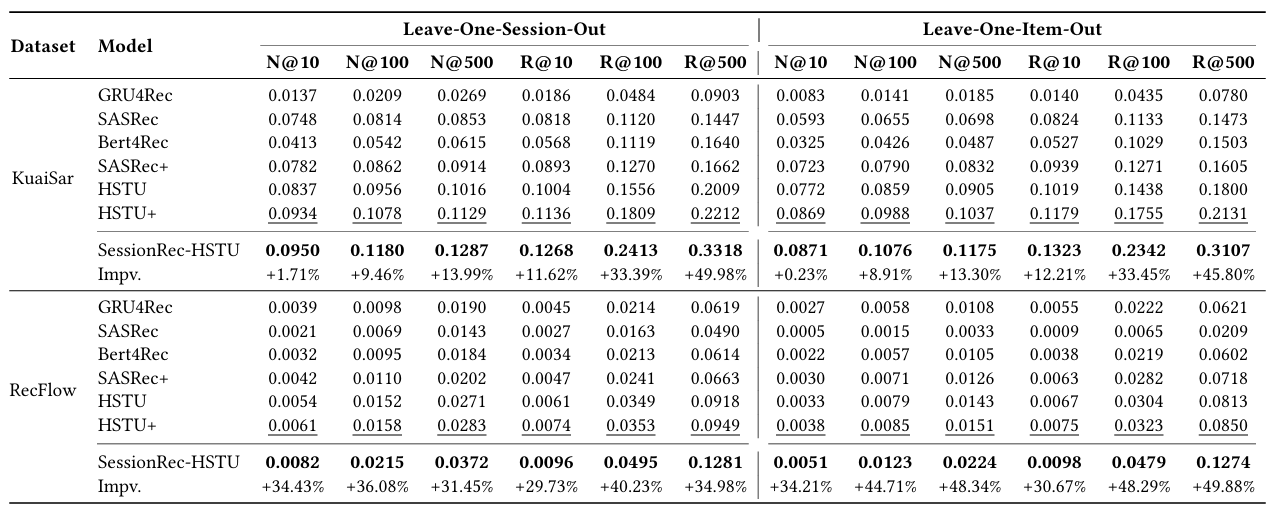 Leave-One-Session-Out Leave-One-Item-Out
Dataset Model
N@10 N@100 N@500 R@10 R@100 R@500 N@10 N@100 N@500 R@10 R@100 R@500
GRU4Rec 0.0137 0.0209 0.0269 0.0186 0.0484 0.0903 0.0083 0.0141 0.0185 0.0140 0.0435 0.0780
SASRec 0.0748 0.0814 0.0853 0.0818 0.1120 0.1447 0.0593 0.0655 0.0698 0.0824 0.1133 0.1473
Bert4Rec 0.0413 0.0542 0.0615 0.0568 0.1119 0.1640 0.0325 0.0426 0.0487 0.0527 0.1029 0.1503
SASRec+ 0.0782 0.0862 0.0914 0.0893 0.1270 0.1662 0.0723 0.0790 0.0832 0.0939 0.1271 0.1605
KuaiSar
HSTU 0.0837 0.0956 0.1016 0.1004 0.1556 0.2009 0.0772 0.0859 0.0905 0.1019 0.1438 0.1800
HSTU+ 0.0934 0.1078 0.1129 0.1136 0.1809 0.2212 0.0869 0.0988 0.1037 0.1179 0.1755 0.2131
SessionRec-HSTU 0.0950 0.1180 0.1287 0.1268 0.2413 0.3318 0.0871 0.1076 0.1175 0.1323 0.2342 0.3107
Impv. +1.71% +9.46% +13.99% +11.62% +33.39% +49.98% +0.23% +8.91% +13.30% +12.21% +33.45% +45.80%
GRU4Rec 0.0039 0.0098 0.0190 0.0045 0.0214 0.0619 0.0027 0.0058 0.0108 0.0055 0.0222 0.0621
SASRec 0.0021 0.0069 0.0143 0.0027 0.0163 0.0490 0.0005 0.0015 0.0033 0.0009 0.0065 0.0209
Bert4Rec 0.0032 0.0095 0.0184 0.0034 0.0213 0.0614 0.0022 0.0057 0.0105 0.0038 0.0219 0.0602
SASRec+ 0.0042 0.0110 0.0202 0.0047 0.0241 0.0663 0.0030 0.0071 0.0126 0.0063 0.0282 0.0718
RecFlow
HSTU 0.0054 0.0152 0.0271 0.0061 0.0349 0.0918 0.0033 0.0079 0.0143 0.0067 0.0304 0.0813
HSTU+ 0.0061 0.0158 0.0283 0.0074 0.0353 0.0949 0.0038 0.0085 0.0151 0.0075 0.0323 0.0850
SessionRec-HSTU 0.0082 0.0215 0.0372 0.0096 0.0495 0.1281 0.0051 0.0123 0.0224 0.0098 0.0479 0.1274
Impv. +34.43% +36.08% +31.45% +29.73% +40.23% +34.98% +34.21% +44.71% +48.34% +30.67% +48.29% +49.88%